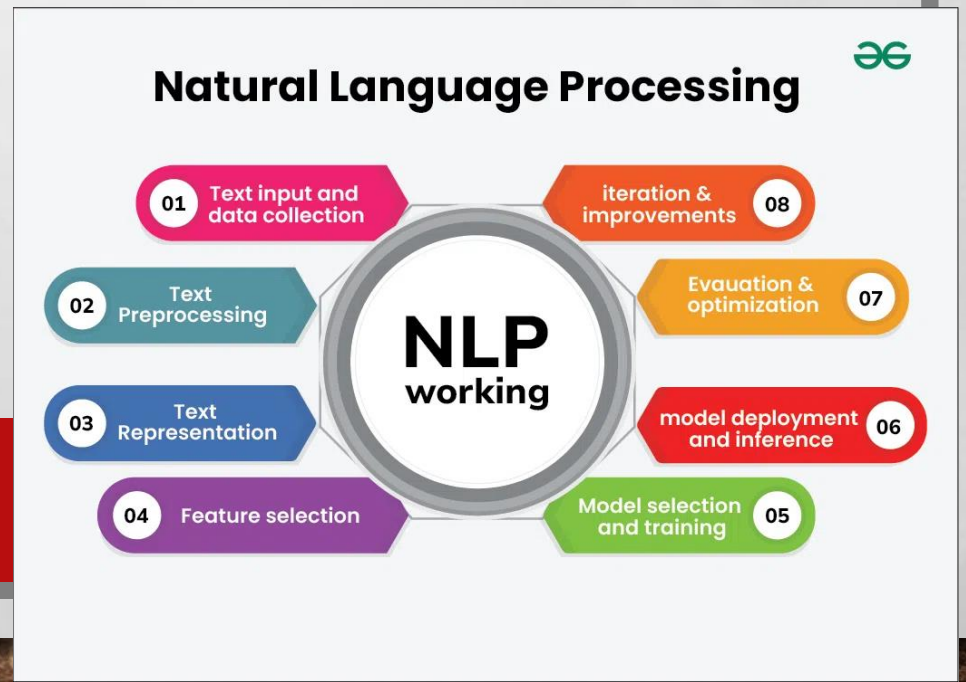 Natural Language Processing
01
Text input and
data collection
02
Text
Preprocessing
03
Text
Representation
04
Feature selection
NLP
working
iteration &
improvements
08
Evauation &
optimization
07
model deployment
and inference
06
Model selection
and training
05